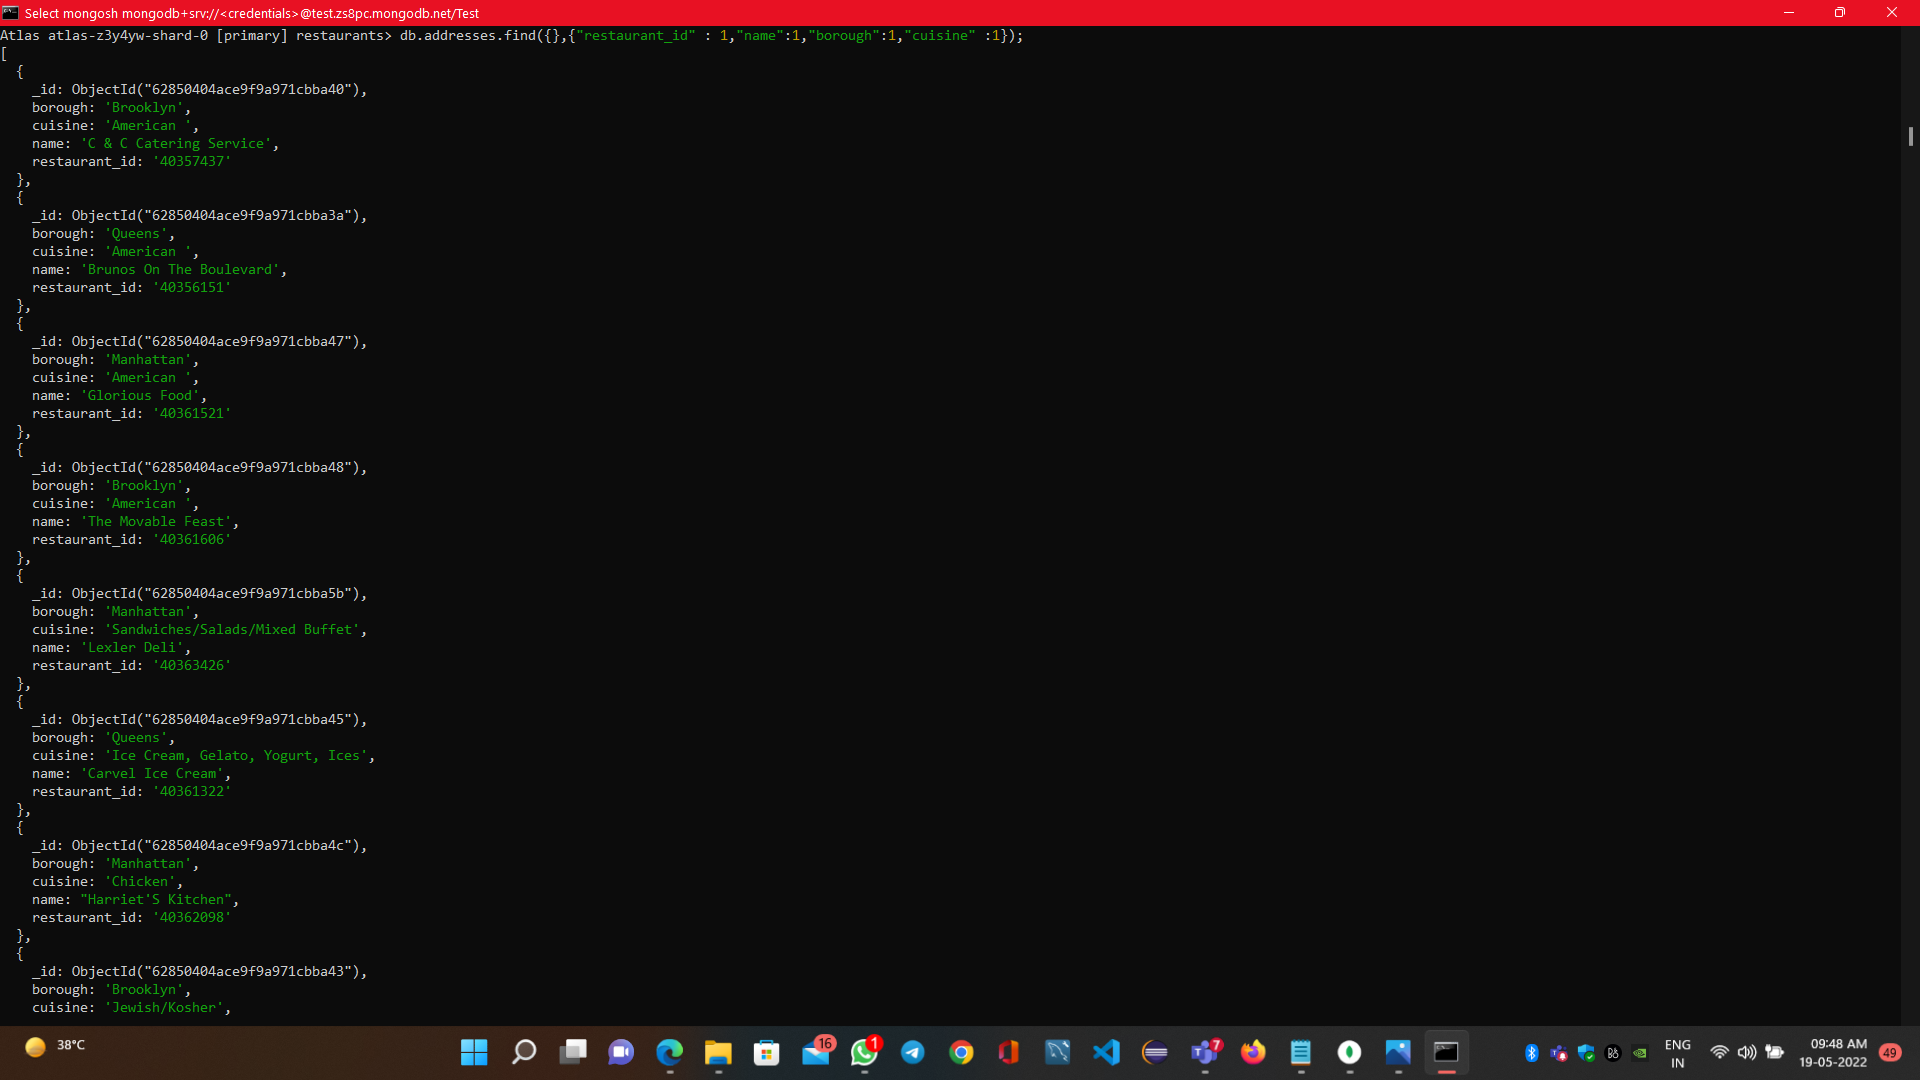 Select mongosh mongodb+srv://<credentials>@test.zs8pc.mongodb.net/Test
Atlas atlas-z3y4yw-shard-0 [primary] restaurants> db.addresses.find({},{"restaurant_id" : 1,"name":1,"borough":1,"cuisine" :1});
[
  {
    _id: ObjectId("62850404ace9f9a971cbba40"),
    borough: 'Brooklyn',
    cuisine: 'American ',
    name: 'C & C Catering Service',
    restaurant_id: '40357437'
  },
  {
    _id: ObjectId("62850404ace9f9a971cbba3a"),
    borough: 'Queens',
    cuisine: 'American ',
    name: 'Brunos On The Boulevard',
    restaurant_id: '40356151'
  },
  {
    _id: ObjectId("62850404ace9f9a971cbba47"),
    borough: 'Manhattan',
    cuisine: 'American ',
    name: 'Glorious Food',
    restaurant_id: '40361521'
  },
  {
    _id: ObjectId("62850404ace9f9a971cbba48"),
    borough: 'Brooklyn',
    cuisine: 'American ',
    name: 'The Movable Feast',
    restaurant_id: '40361606'
  },
  {
    _id: ObjectId("62850404ace9f9a971cbba5b"),
    borough: 'Manhattan',
    cuisine: 'Sandwiches/Salads/Mixed Buffet',
    name: 'Lexler Deli',
    restaurant_id: '40363426'
  },
  {
    _id: ObjectId("62850404ace9f9a971cbba45"),
    borough: 'Queens',
    cuisine: 'Ice Cream, Gelato, Yogurt, Ices',
    name: 'Carvel Ice Cream',
    restaurant_id: '40361322'
  },
  {
    _id: ObjectId("62850404ace9f9a971cbba4c"),
    borough: 'Manhattan',
    cuisine: 'Chicken',
    name: "Harriet'S Kitchen",
    restaurant_id: '40362098'
  },
  {
    _id: ObjectId("62850404ace9f9a971cbba43"),
    borough: 'Brooklyn',
    cuisine: 'Jewish/Kosher',
38°C
16
1
7
ENG
IN
09:48 AM
19-05-2022
49